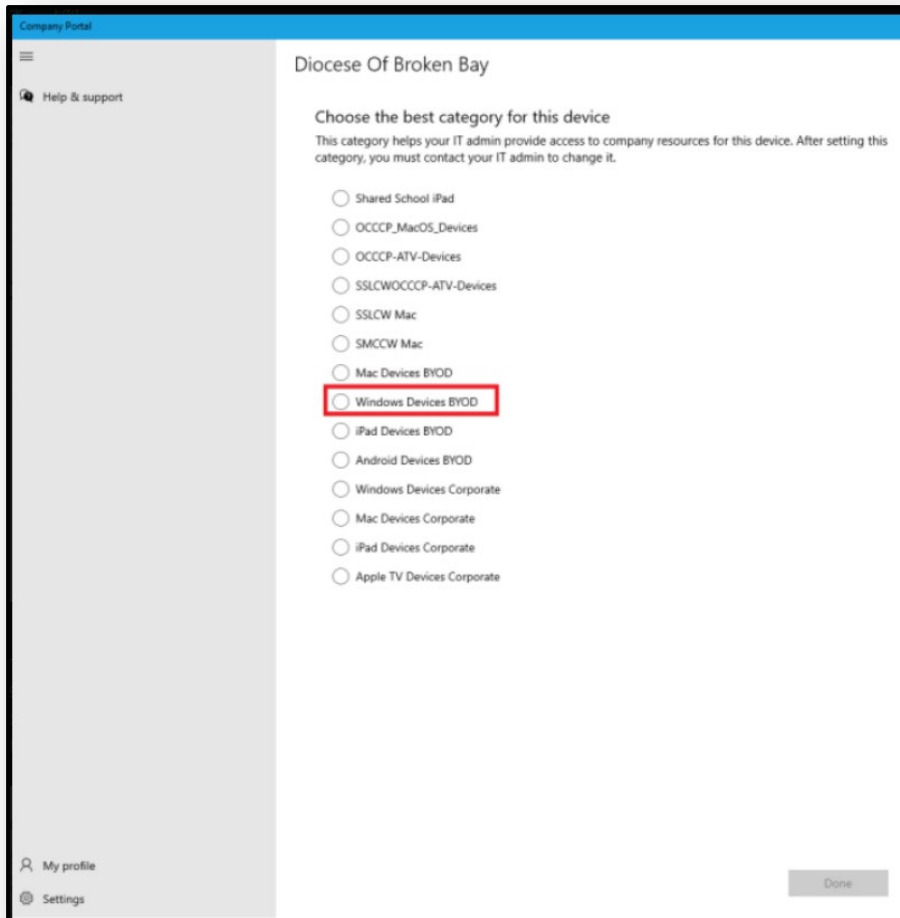 Company Portal
Help & support
Diocese Of Broken Bay
Choose the best category for this device
This category helps your IT admin provide access to company resources for this device. After setting this
category, you must contact your IT admin to change it.
Shared School iPad
OCCCP_MacOS_Devices
OCCCP-ATV-Devices
SSLCWOCCCP-ATV-Devices
SSLCW Mac
SMCCW Mac
Mac Devices BYOD
Windows Devices BYOD
iPad Devices BYOD
Android Devices BYOD
Windows Devices Corporate
Mac Devices Corporate
iPad Devices Corporate
Apple TV Devices Corporate
My profile
Settings
Done